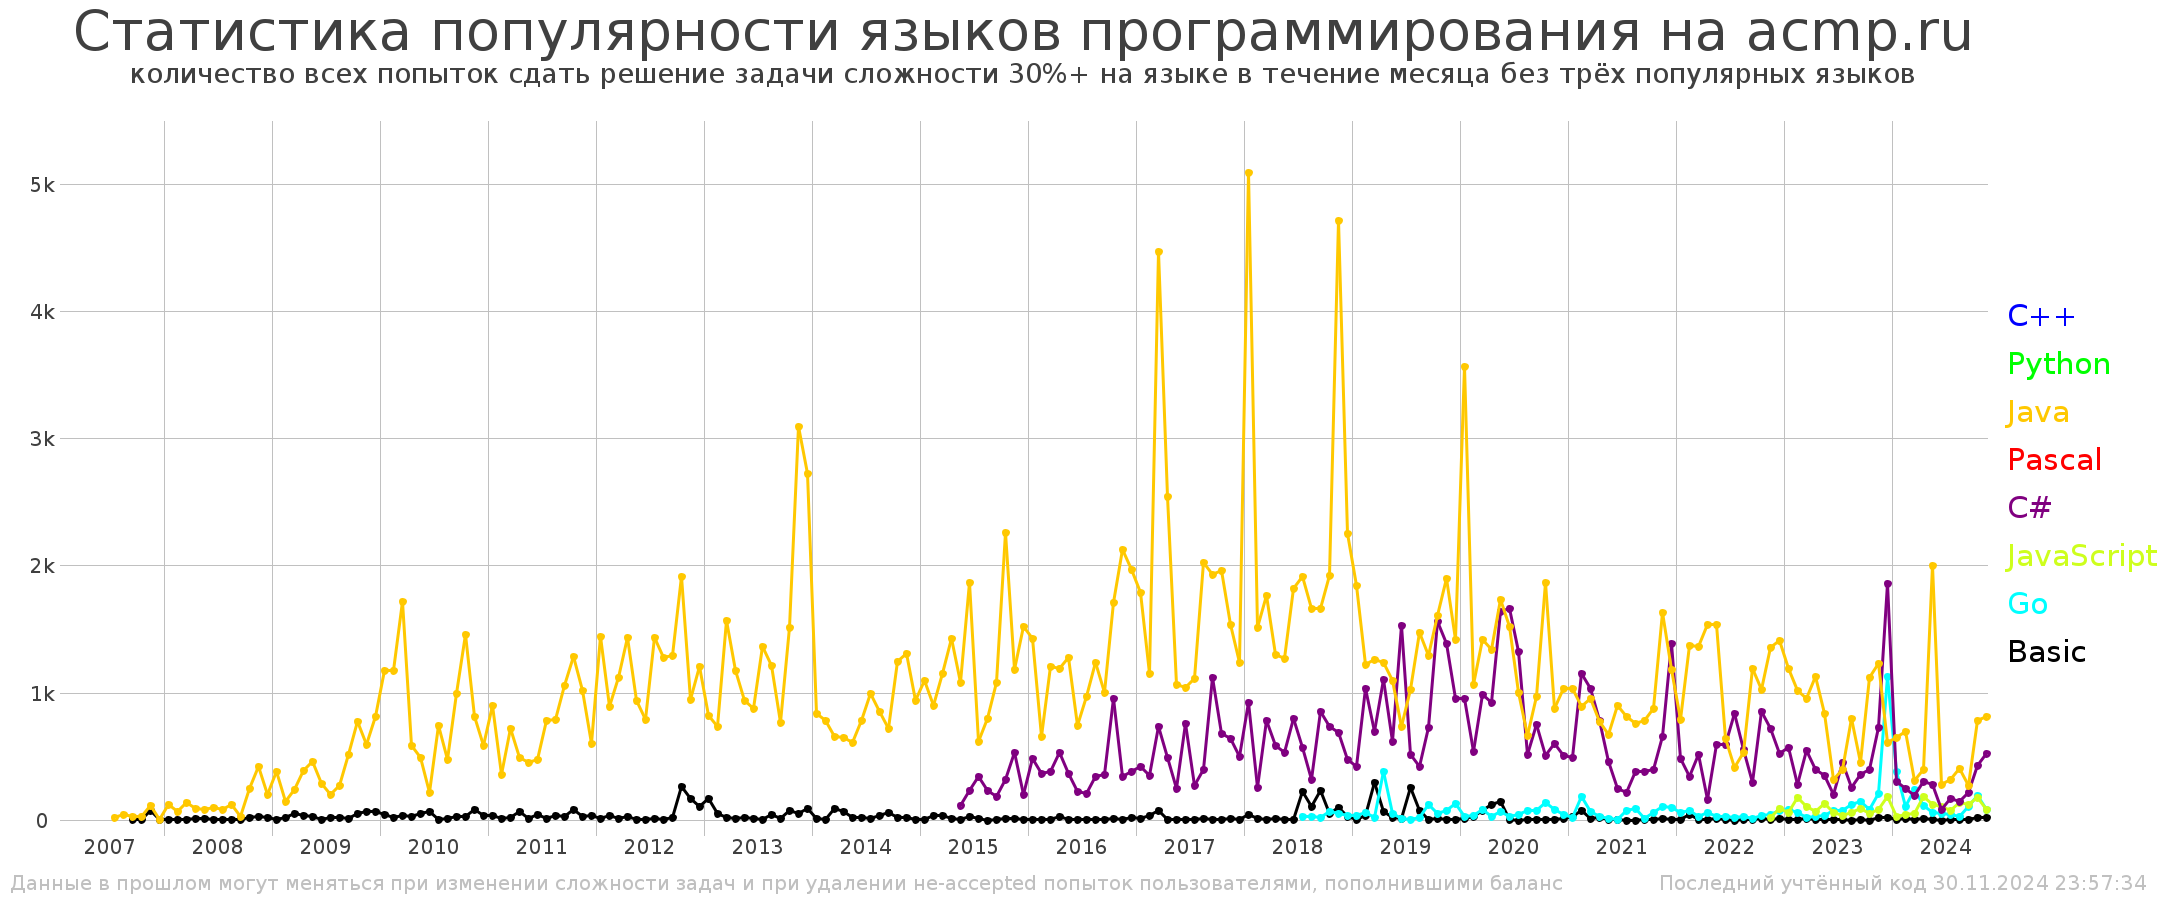 Статистика популярности языков программирования на acmp.ru
количество всех попыток сдать решение задачи сложности 30%+ на языке в течение месяца без трёх популярных языков
5k
4k
3k
2k
1k
0
C++
Python
Java
Pascal
C#
JavaScript
Go
Basic
2007 2008 2009 2010 2011 2012 2013 2014 2015 2016 2017 2018 2019 2020 2021 2022 2023 2024
Данные в прошлом могут меняться при изменении сложности задач и при удалении не-accepted попыток пользователями, пополнившими баланс
Последний учтённый код 30.11.2024 23:57:34